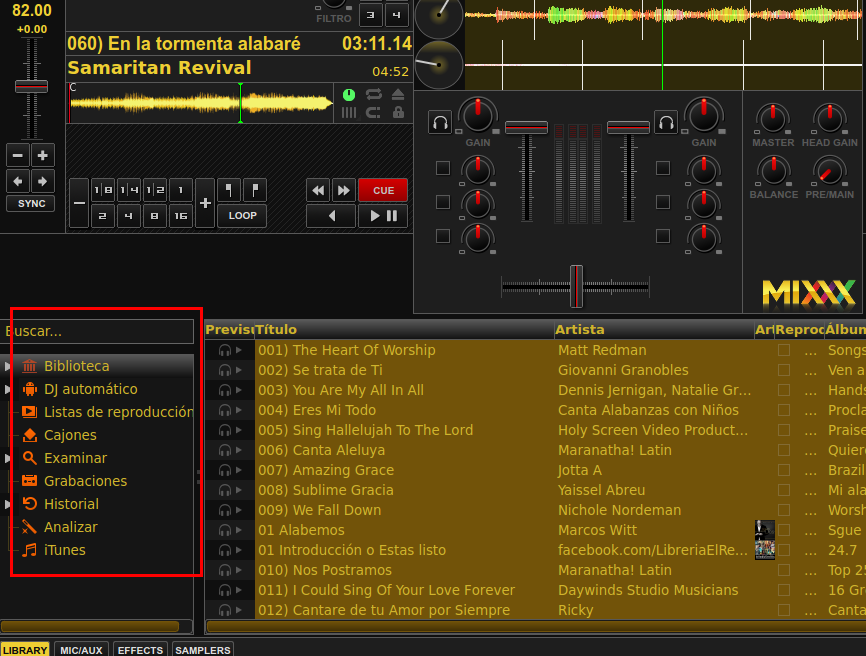 82.00
+0.00
FILTRO
3 4
060) En la tormenta alabaré 03:11.14
Samaritan Revival 04:52
C
GAIN
GAIN
MASTER HEAD GAIN
BALANCE PRE/MAIN
1 8 1 4 1 2 1
2 4 8 16
LOOP
CUE
SYNC
MIXXX
Buscar...
Biblioteca
DJ automático
Listas de reproducción
Cajones
Examinar
Grabaciones
Historial
Analizar
iTunes
Título Artista Art Reproc Álbum
001) The Heart Of Worship Matt Redman ... Songs
002) Se trata de Ti Giovanni Granobles ... Ven a
003) You Are My All In All Dennis Jernigan, Natalie Gr... ... Hands
004) Eres Mi Todo Canta Alabanzas con Niños ... Procla
005) Sing Hallelujah To The Lord Holy Screen Video Product... ... Praise
006) Canta Aleluya Maranatha! Latin ... Quier
007) Amazing Grace Jotta A ... Brazil
008) Sublime Gracia Yaissel Abreu ... Mi ala
009) We Fall Down Nichole Nordeman ... Worsh
01 Alabemos Marcos Witt ... Sgue
01 Introducción o Estas listo facebook.com/LibreriaElRe... ... 24.7
010) Nos Postramos Maranatha! Latin ... Top 25
011) I Could Sing Of Your Love Forever Daywinds Studio Musicians ... 16 Gr
012) Cantare de tu Amor por Siempre Ricky ... Canta
LIBRARY MIC/AUX EFFECTS SAMPLERS